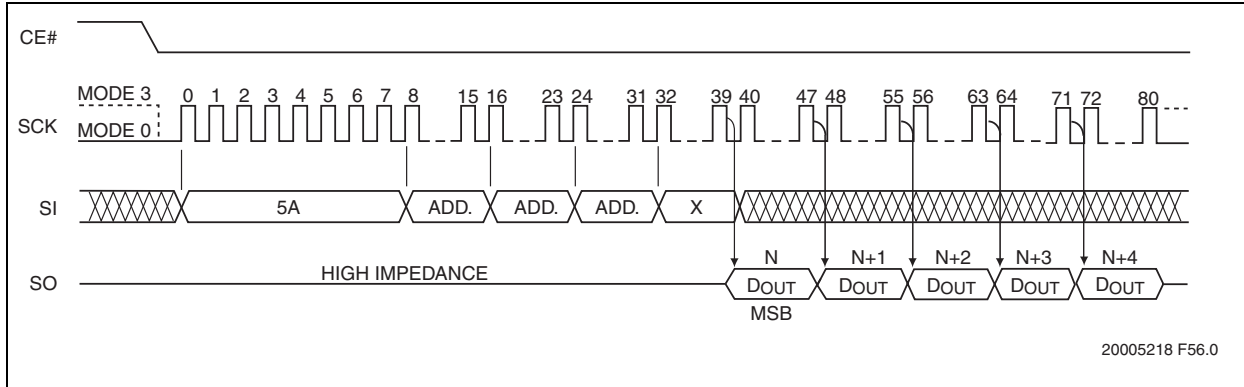 CE#
MODE 3 0 1 2 3 4 5 6 7 8 15 16 23 24 31 32 39 40 47 48 55 56 63 64 71 72 80
SCK
MODE 0
SI 5A ADD. ADD. ADD. X
N N+1 N+2 N+3 N+4
SO HIGH IMPEDANCE DOUT DOUT DOUT DOUT DOUT
MSB
20005218 F56.0